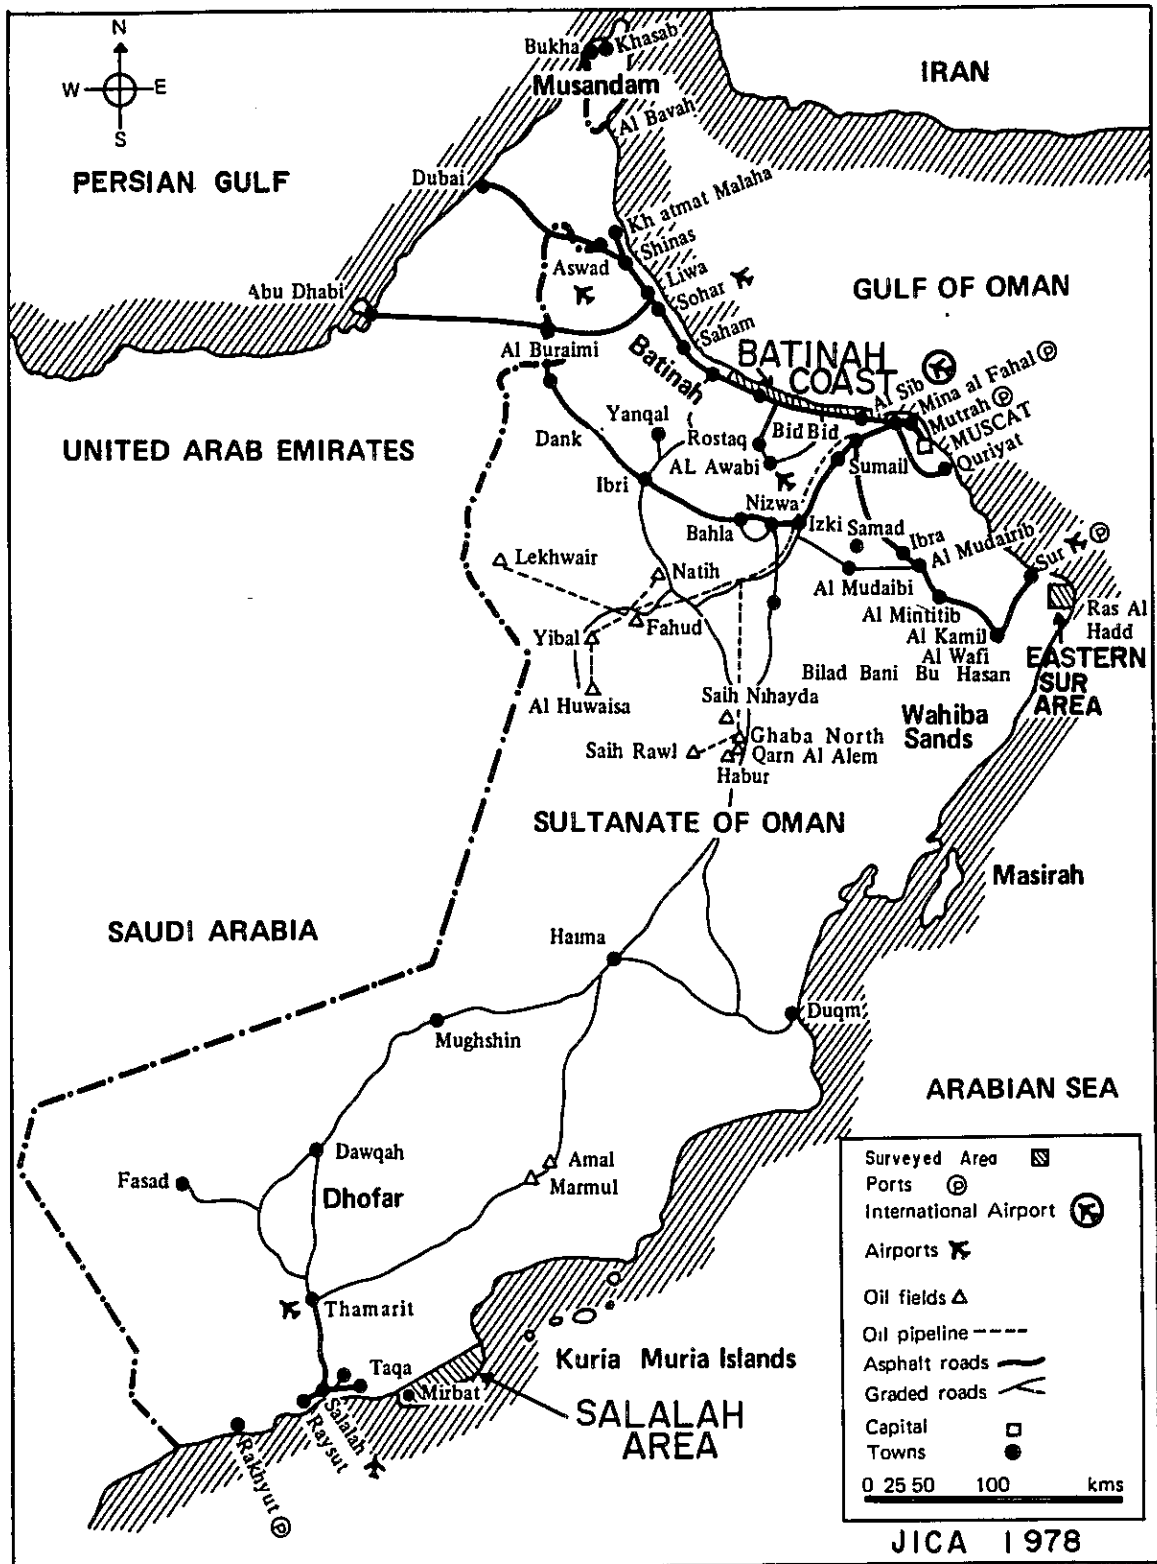 N
W
E
S
Bukha
Khasab
Musandam
Al Bavah
IRAN
PERSIAN GULF
Dubai
Kh atmat Malaha
Shinas
Aswad
Liwa
Sohar
Abu Dhabi
GULF OF OMAN
Saham
Al Buraimi
Batinah
BATINAH
COAST
Al Sib
Mina al Fahal P
Mutrah P
MUSCAT
Quriyat
UNITED ARAB EMIRATES
Dank
Yanqal
Rostaq
Bid Bid
AL Awabi
Sumail
Ibri
Nizwa
Bahla
Izki
Samad
Ibra
Al Mudairib
Sur P
Lekhwair
Natih
Al Mudaibi
Al Mintitib
Ras Al
Hadd
Yibal
Fahud
Al Kamil
Al Wafi
Bilad Bani Bu Hasan
EASTERN
SUR
AREA
Al Huwaisa
Saih Nihayda
Wahiba
Sands
Saih Rawl
Ghaba North
Qarn Al Alem
Habur
SULTANATE OF OMAN
Masirah
SAUDI ARABIA
Haima
Duqm
Mughshin
ARABIAN SEA
Dawqah
Amal
Marmul
Fasad
Dhofar
Thamarit
Kuria Muria Islands
Taqa
Mirbat
SALALAH
AREA
Salalah
Raysut
Rakhyut P
Surveyed Area
Ports P
International Airport
Airports
Oil fields
Oil pipeline
Asphalt roads
Graded roads
Capital
Towns
0 25 50 100 kms
JICA 1978